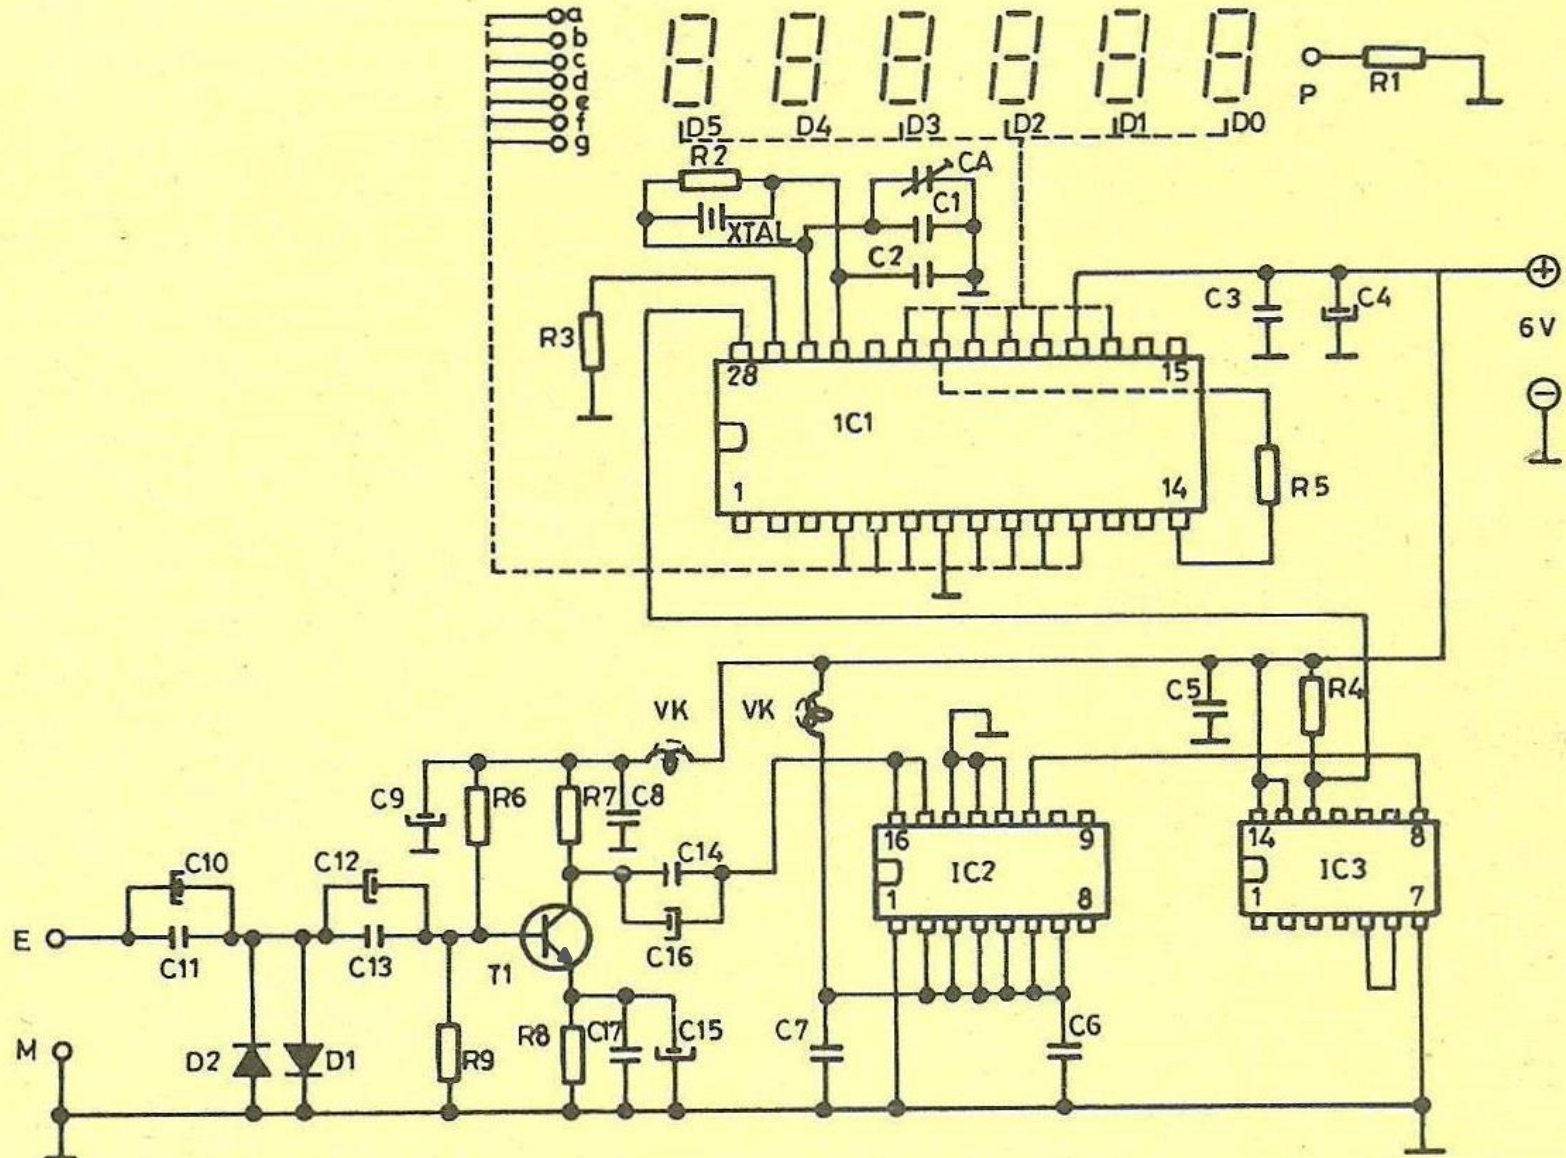 a
b
c
d
e
f
g
D5 D4 D3 D2 D1 D0
P R1
R2
XTAL
CA
C1
C2
R3
C3 C4
6V
28 15
1C1
1 14
R5
VK VK
C5 R4
C9 R6 R7 C8
C14
C16
16 9
IC2
1 8
14 8
IC3
1 7
C10 C12
E
C11 C13
T1
M
D2 D1 R9 R8 C17 C15 C7 C6